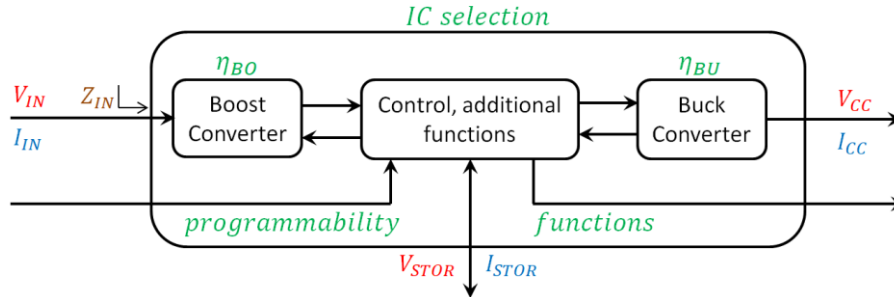 IC selection
η_BO
η_BU
V_IN
Z_IN
Boost
Converter
Control, additional
functions
Buck
Converter
V_CC
I_IN
I_CC
programmability
functions
V_STOR
I_STOR